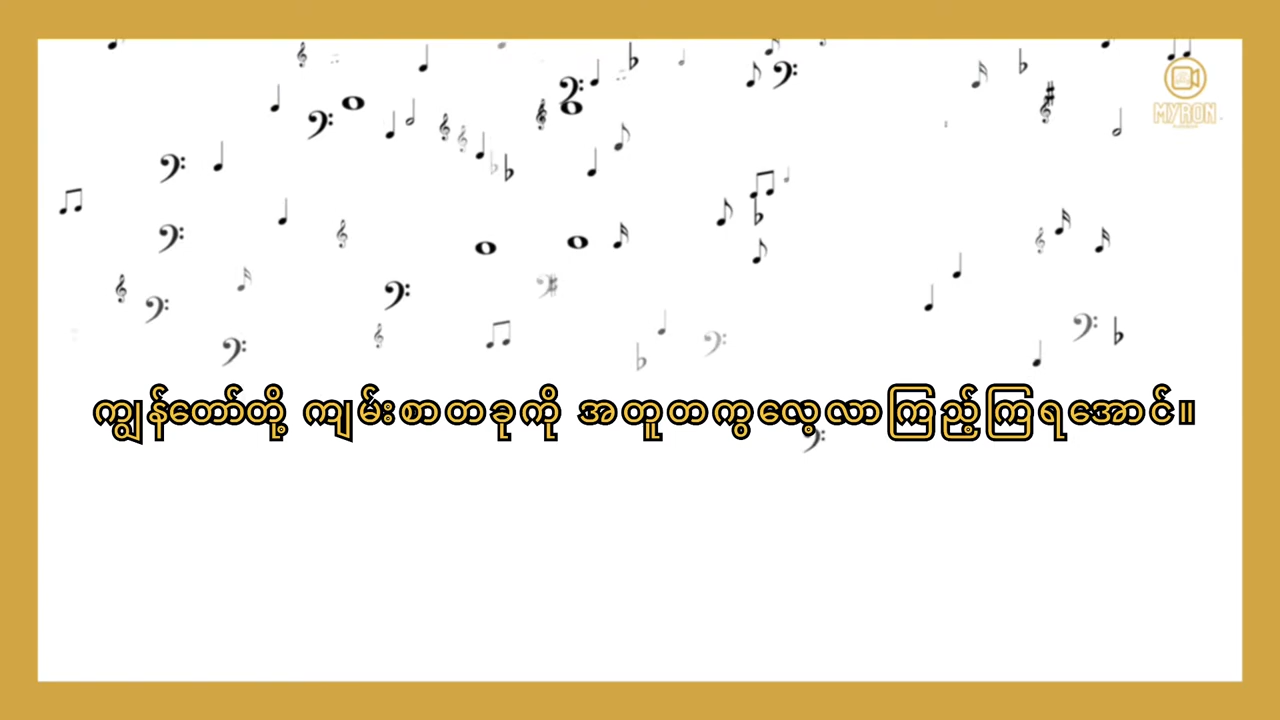 MYRON
ကျွန်တော်တို့ ကျမ်းစာတခုကို အတူတကွလေ့လာကြည့်ကြရအောင်။